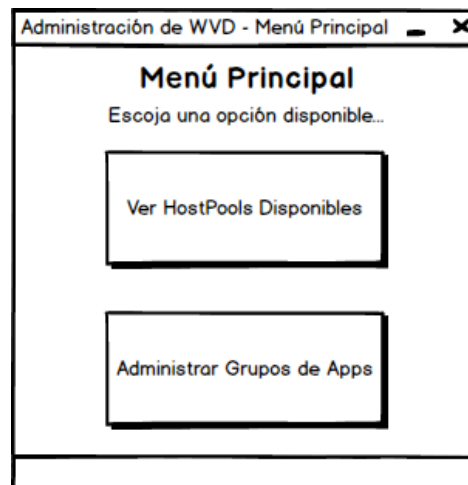 Administración de WVD - Menú Principal
Menú Principal
Escoja una opción disponible...
Ver HostPools Disponibles
Administrar Grupos de Apps